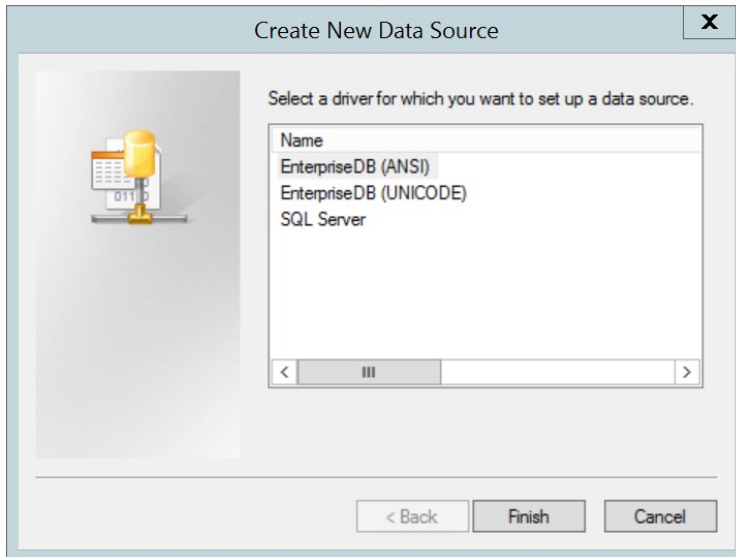 Create New Data Source
X
Select a driver for which you want to set up a data source.
Name
EnterpriseDB (ANSI)
EnterpriseDB (UNICODE)
SQL Server
< Back
Finish
Cancel